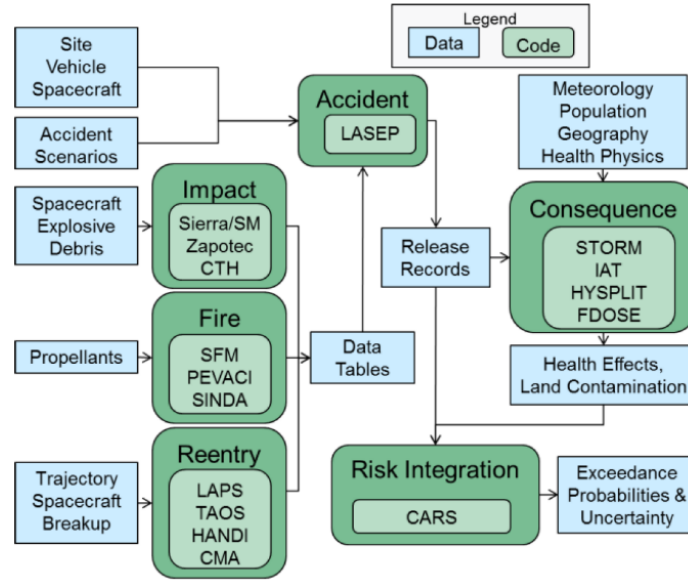 Legend
Data
Code
Site
Vehicle
Spacecraft
Accident
Scenarios
Accident
LASEP
Meteorology
Population
Geography
Health Physics
Spacecraft
Explosive
Debris
Impact
Sierra/SM
Zapotec
CTH
Release
Records
Consequence
STORM
IAT
HYSPLIT
FDOSE
Propellants
Fire
SFM
PEVACI
SINDA
Data
Tables
Health Effects,
Land Contamination
Trajectory
Spacecraft
Breakup
Reentry
LAPS
TAOS
HANDI
CMA
Risk Integration
CARS
Exceedance
Probabilities &
Uncertainty